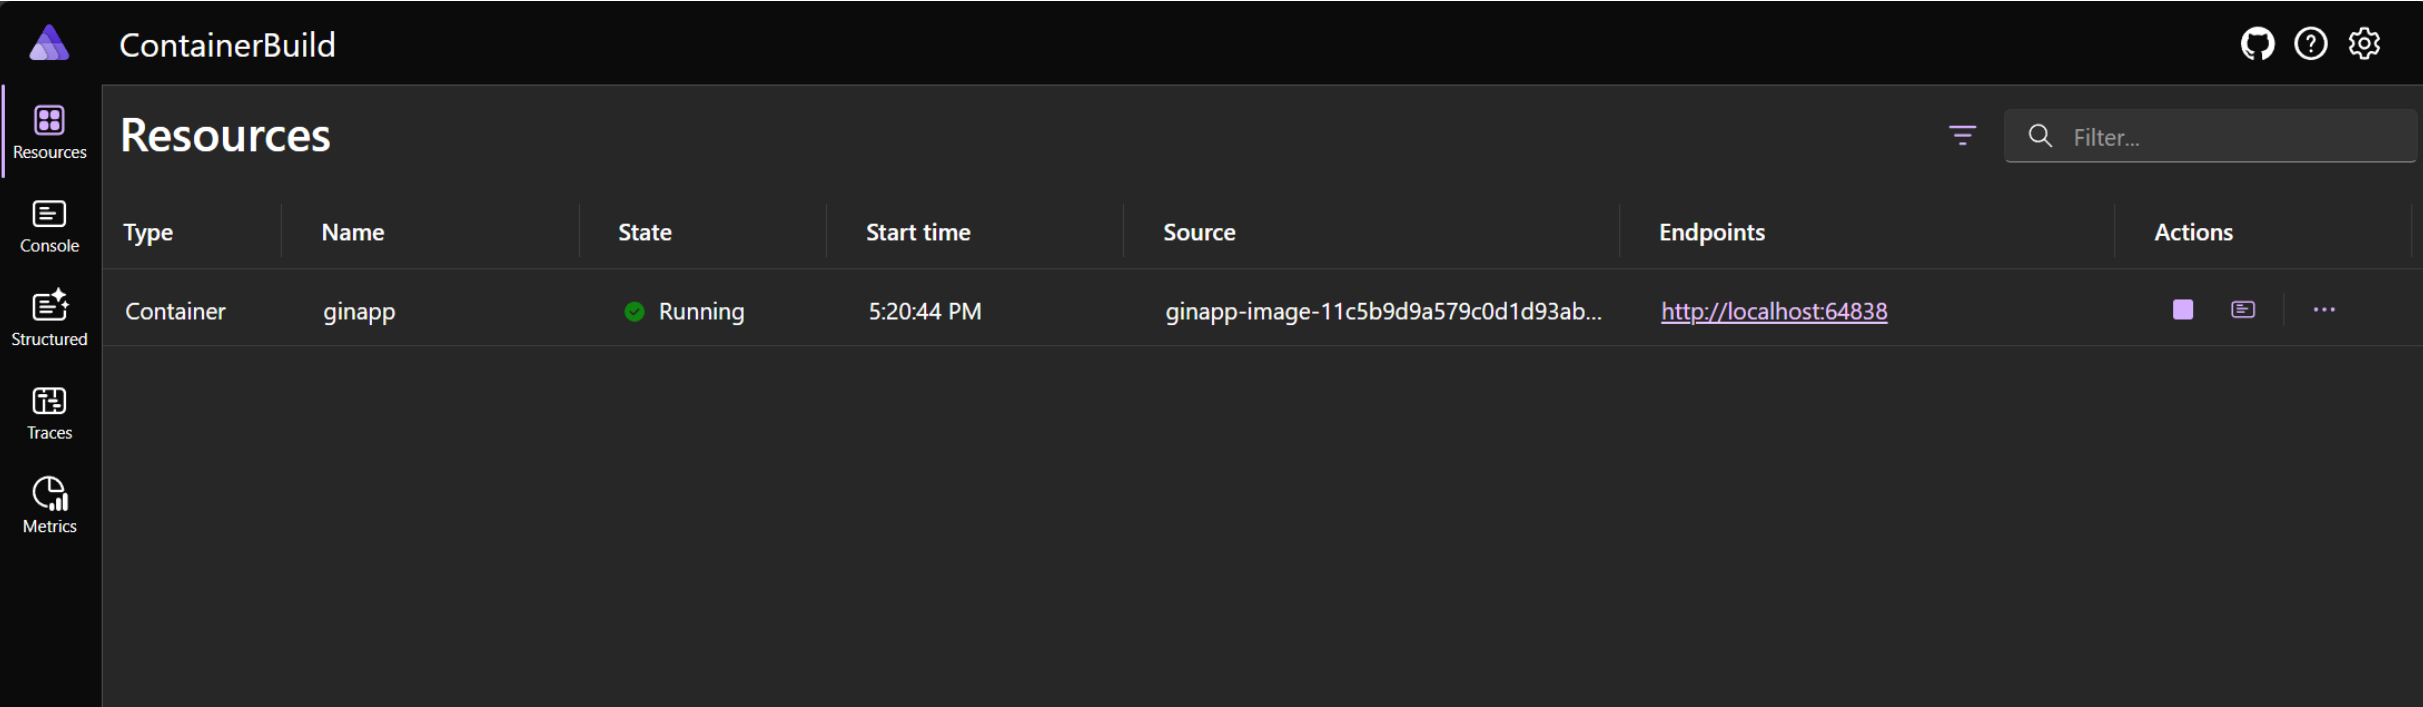 ContainerBuild
Resources
Console
Structured
Traces
Metrics
Resources
Filter...
Type Name State Start time Source Endpoints Actions
Container ginapp Running 5:20:44 PM ginapp-image-11c5b9d9a579c0d1d93ab... http://localhost:64838